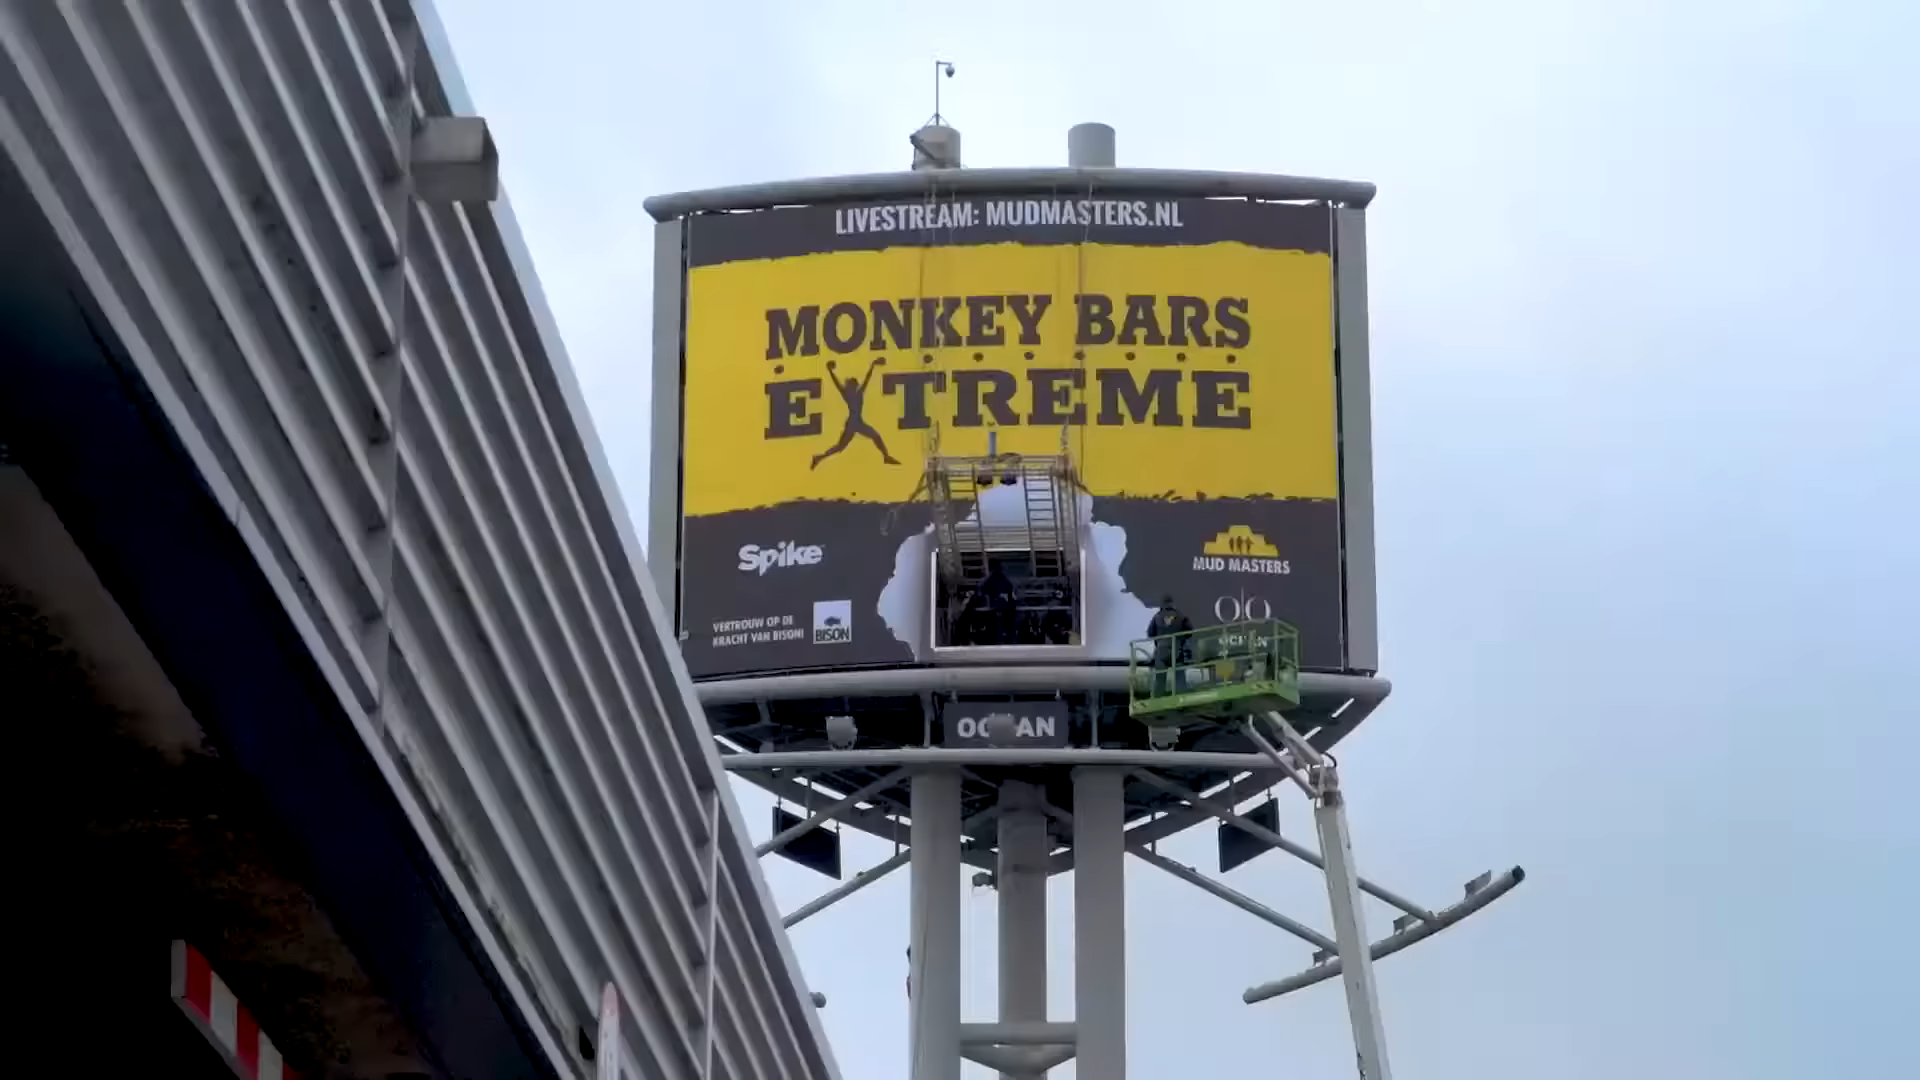 LIVESTREAM: MUDMASTERS.NL
MONKEY BARS
EXTREME
Spike
MUD MASTERS
VERTROUW OP DE
KRACHT VAN BISON!
BISON
OCEAN